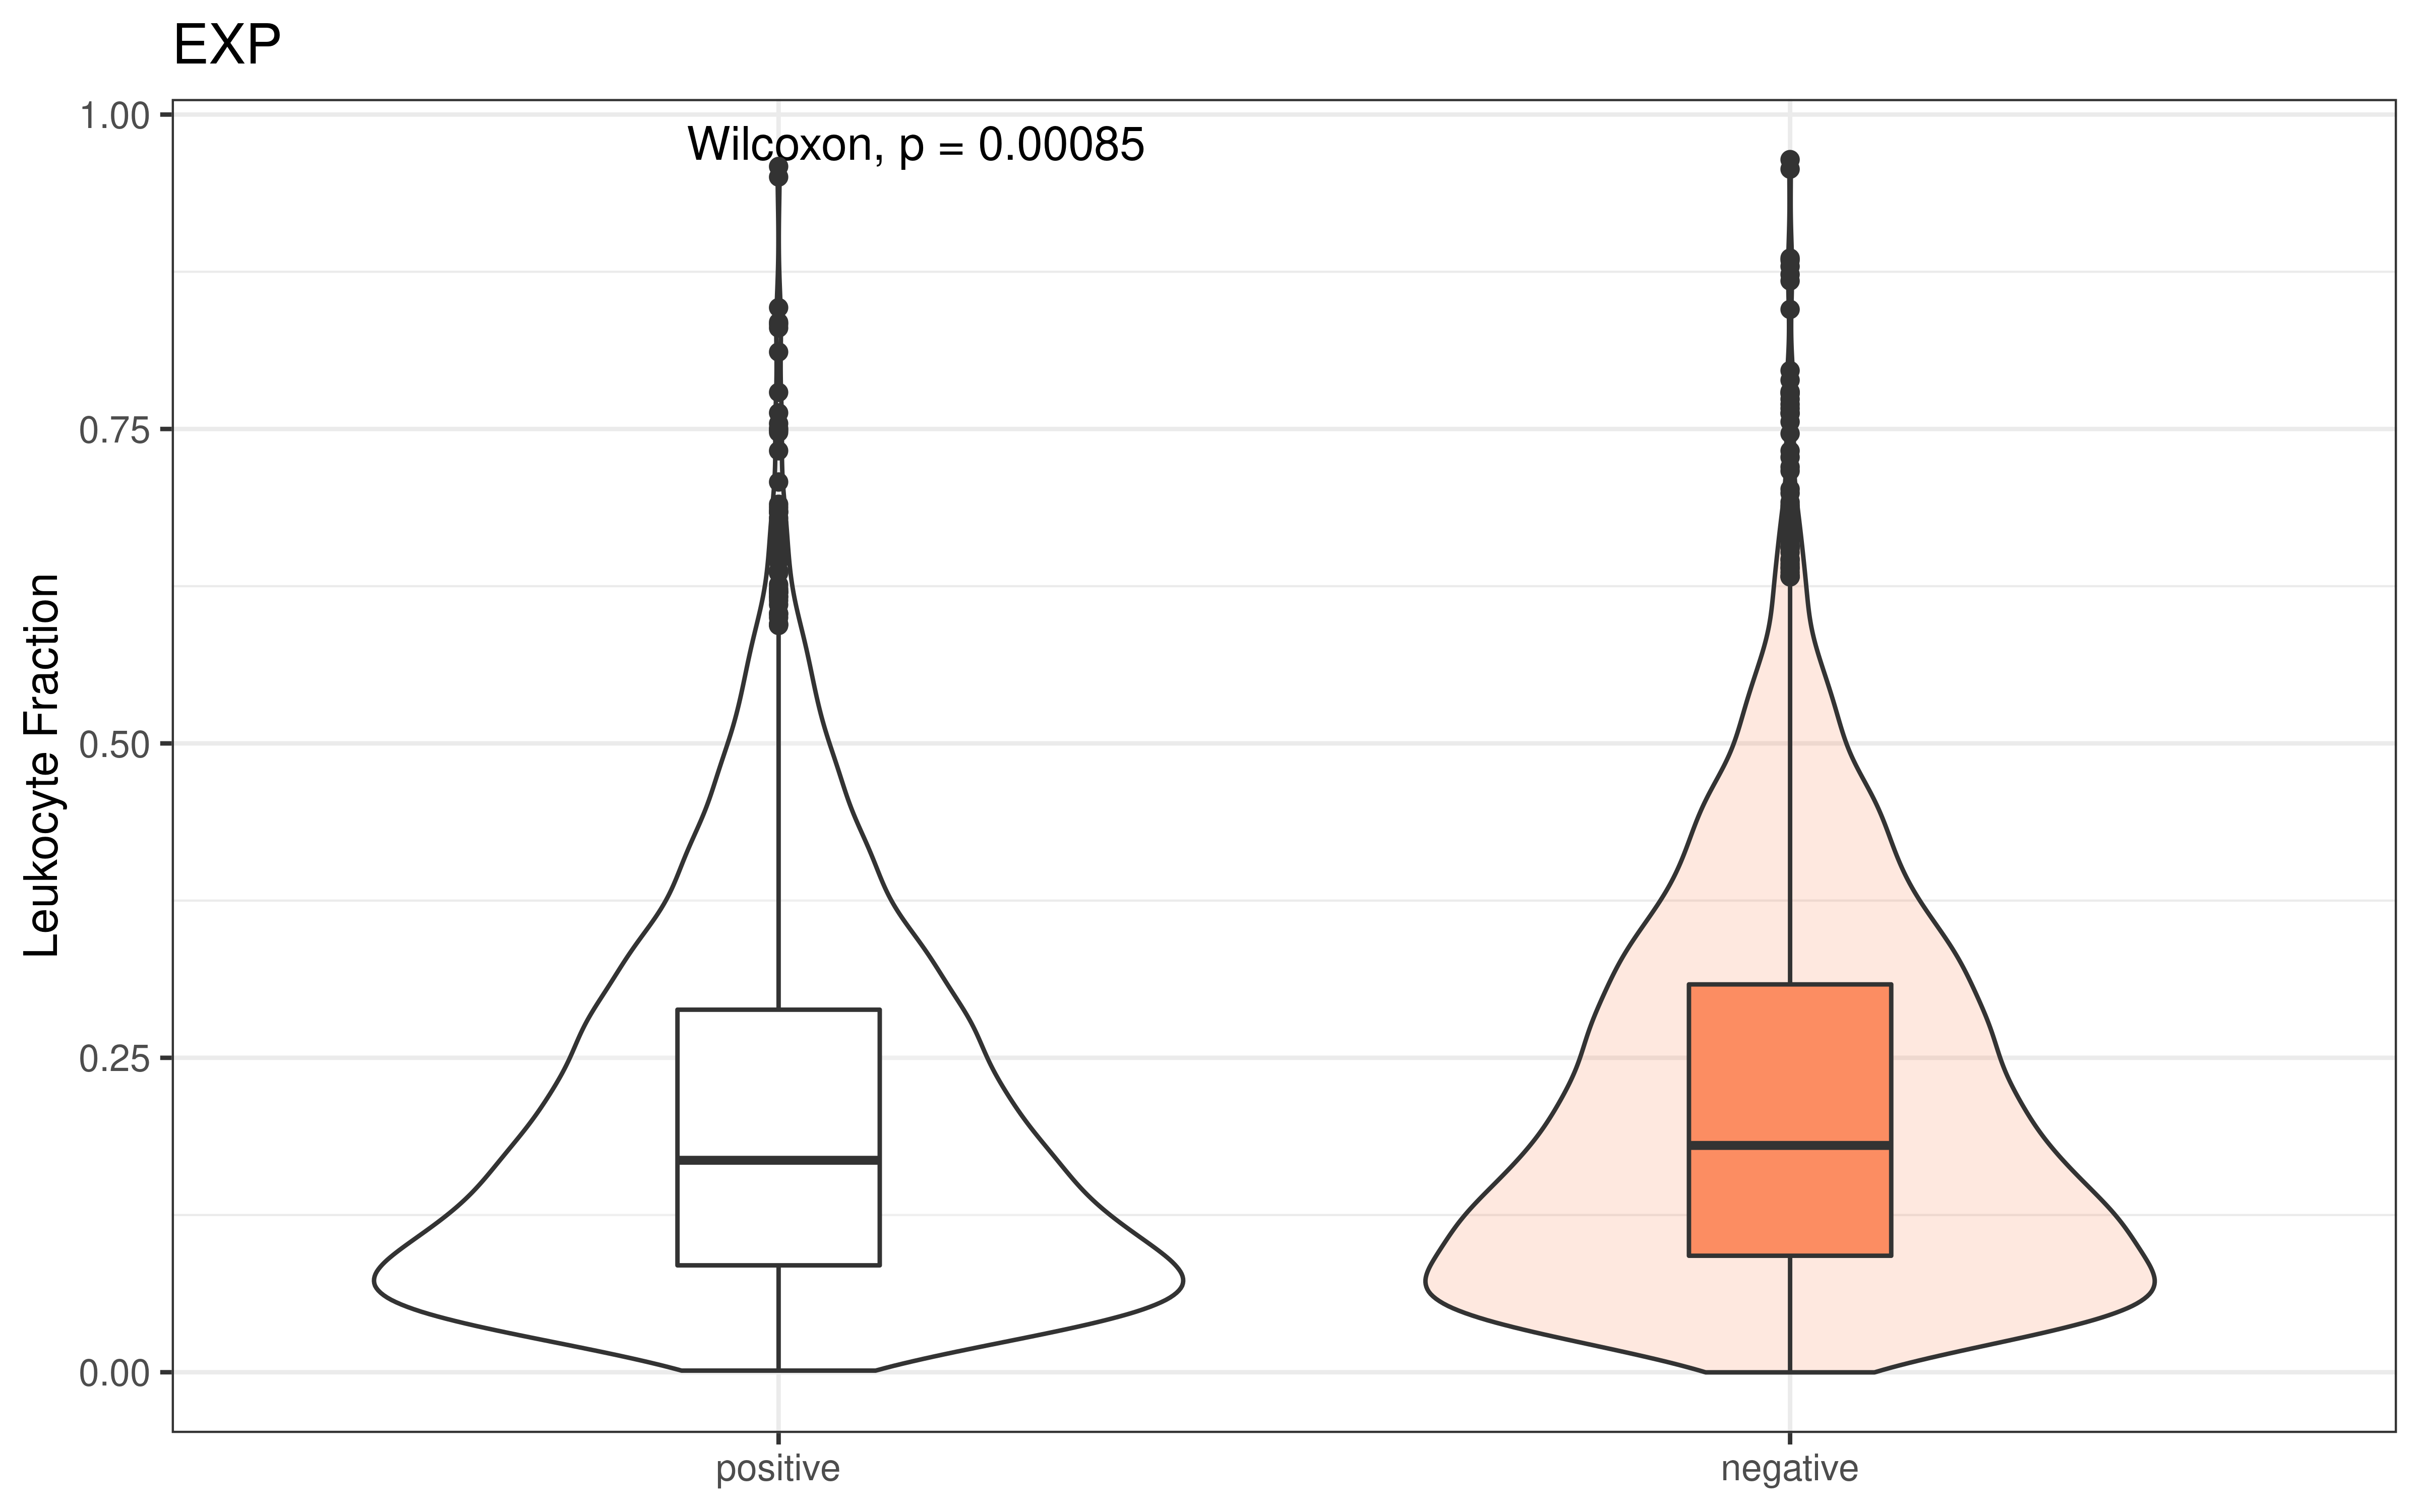 EXP
Wilcoxon, p = 0.00085
Leukocyte Fraction
1.00
0.75
0.50
0.25
0.00
positive
negative